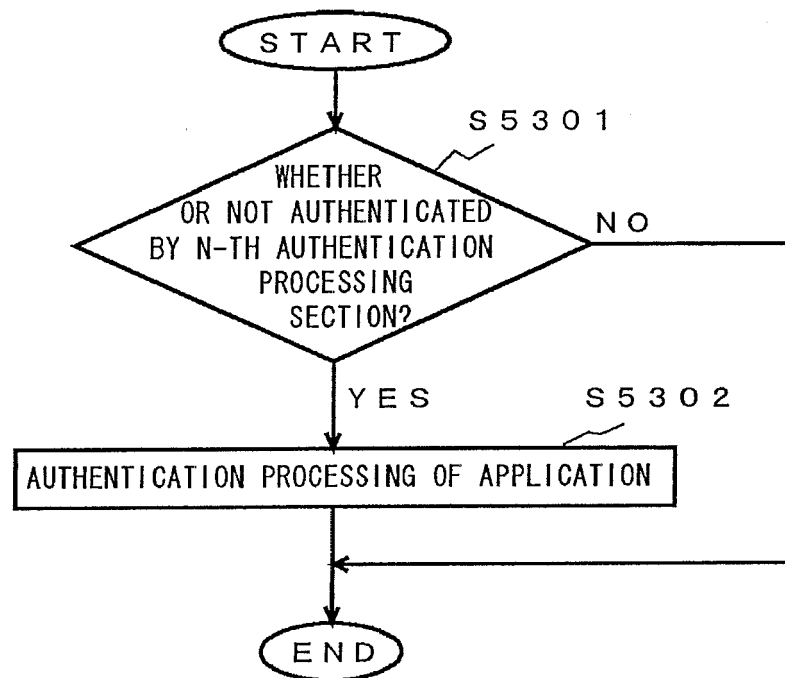 START
S5301
WHETHER
OR NOT AUTHENTICATED
BY N-TH AUTHENTICATION
PROCESSING
SECTION?
NO
YES
S5302
AUTHENTICATION PROCESSING OF APPLICATION
END